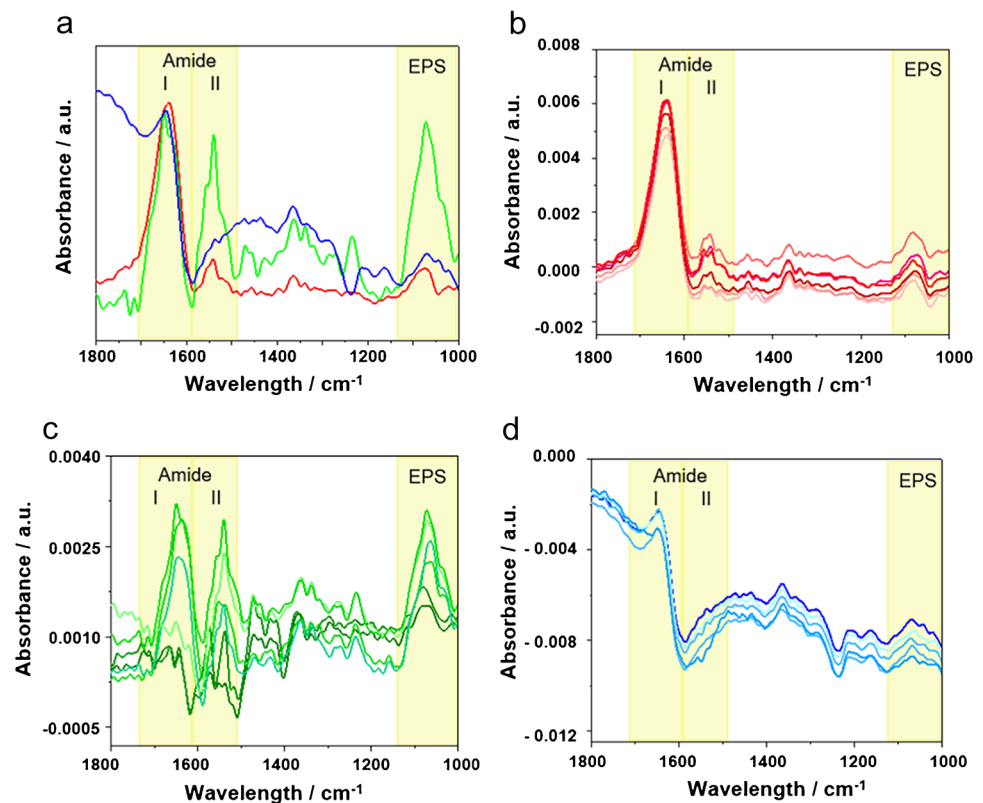 a
Amide
I II
EPS
Absorbance / a.u.
1800 1600 1400 1200 1000
Wavelength / cm-1
b
0.008
0.006
0.004
0.002
0.000
-0.002
Amide
I II
EPS
Absorbance / a.u.
1800 1600 1400 1200 1000
Wavelength / cm-1
c
0.0040
0.0025
0.0010
-0.0005
Amide
I II
EPS
Absorbance / a.u.
1800 1600 1400 1200 1000
Wavelength / cm-1
d
0.000
- 0.004
- 0.008
- 0.012
Amide
I II
EPS
Absorbance / a.u.
1800 1600 1400 1200 1000
Wavelength / cm-1